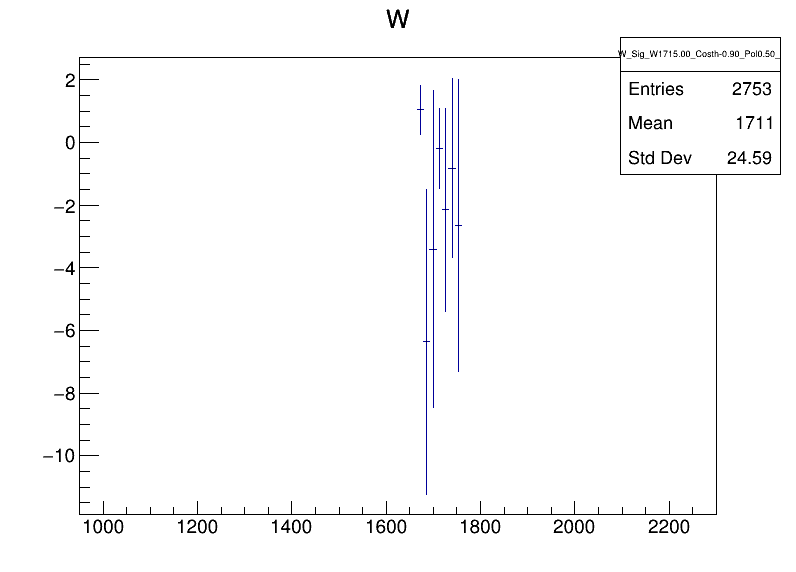 W
W_Sig_W1715.00_Costh-0.90_Pol0.50_
Entries 2753
Mean 1711
Std Dev 24.59
2
0
−2
−4
−6
−8
−10
1000 1200 1400 1600 1800 2000 2200